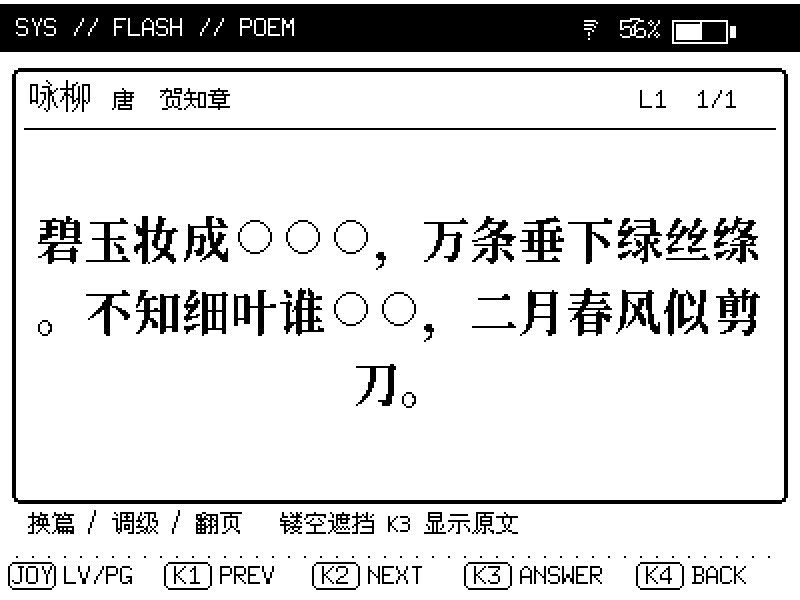 SYS // FLASH // POEM 56%
咏柳 唐 贺知章 L1 1/1
碧玉妆成○○○，万条垂下绿丝绦
。不知细叶谁○○，二月春风似剪
刀。
换篇 / 调级 / 翻页 镂空遮挡 K3 显示原文
JOY LV/PG K1 PREV K2 NEXT K3 ANSWER K4 BACK